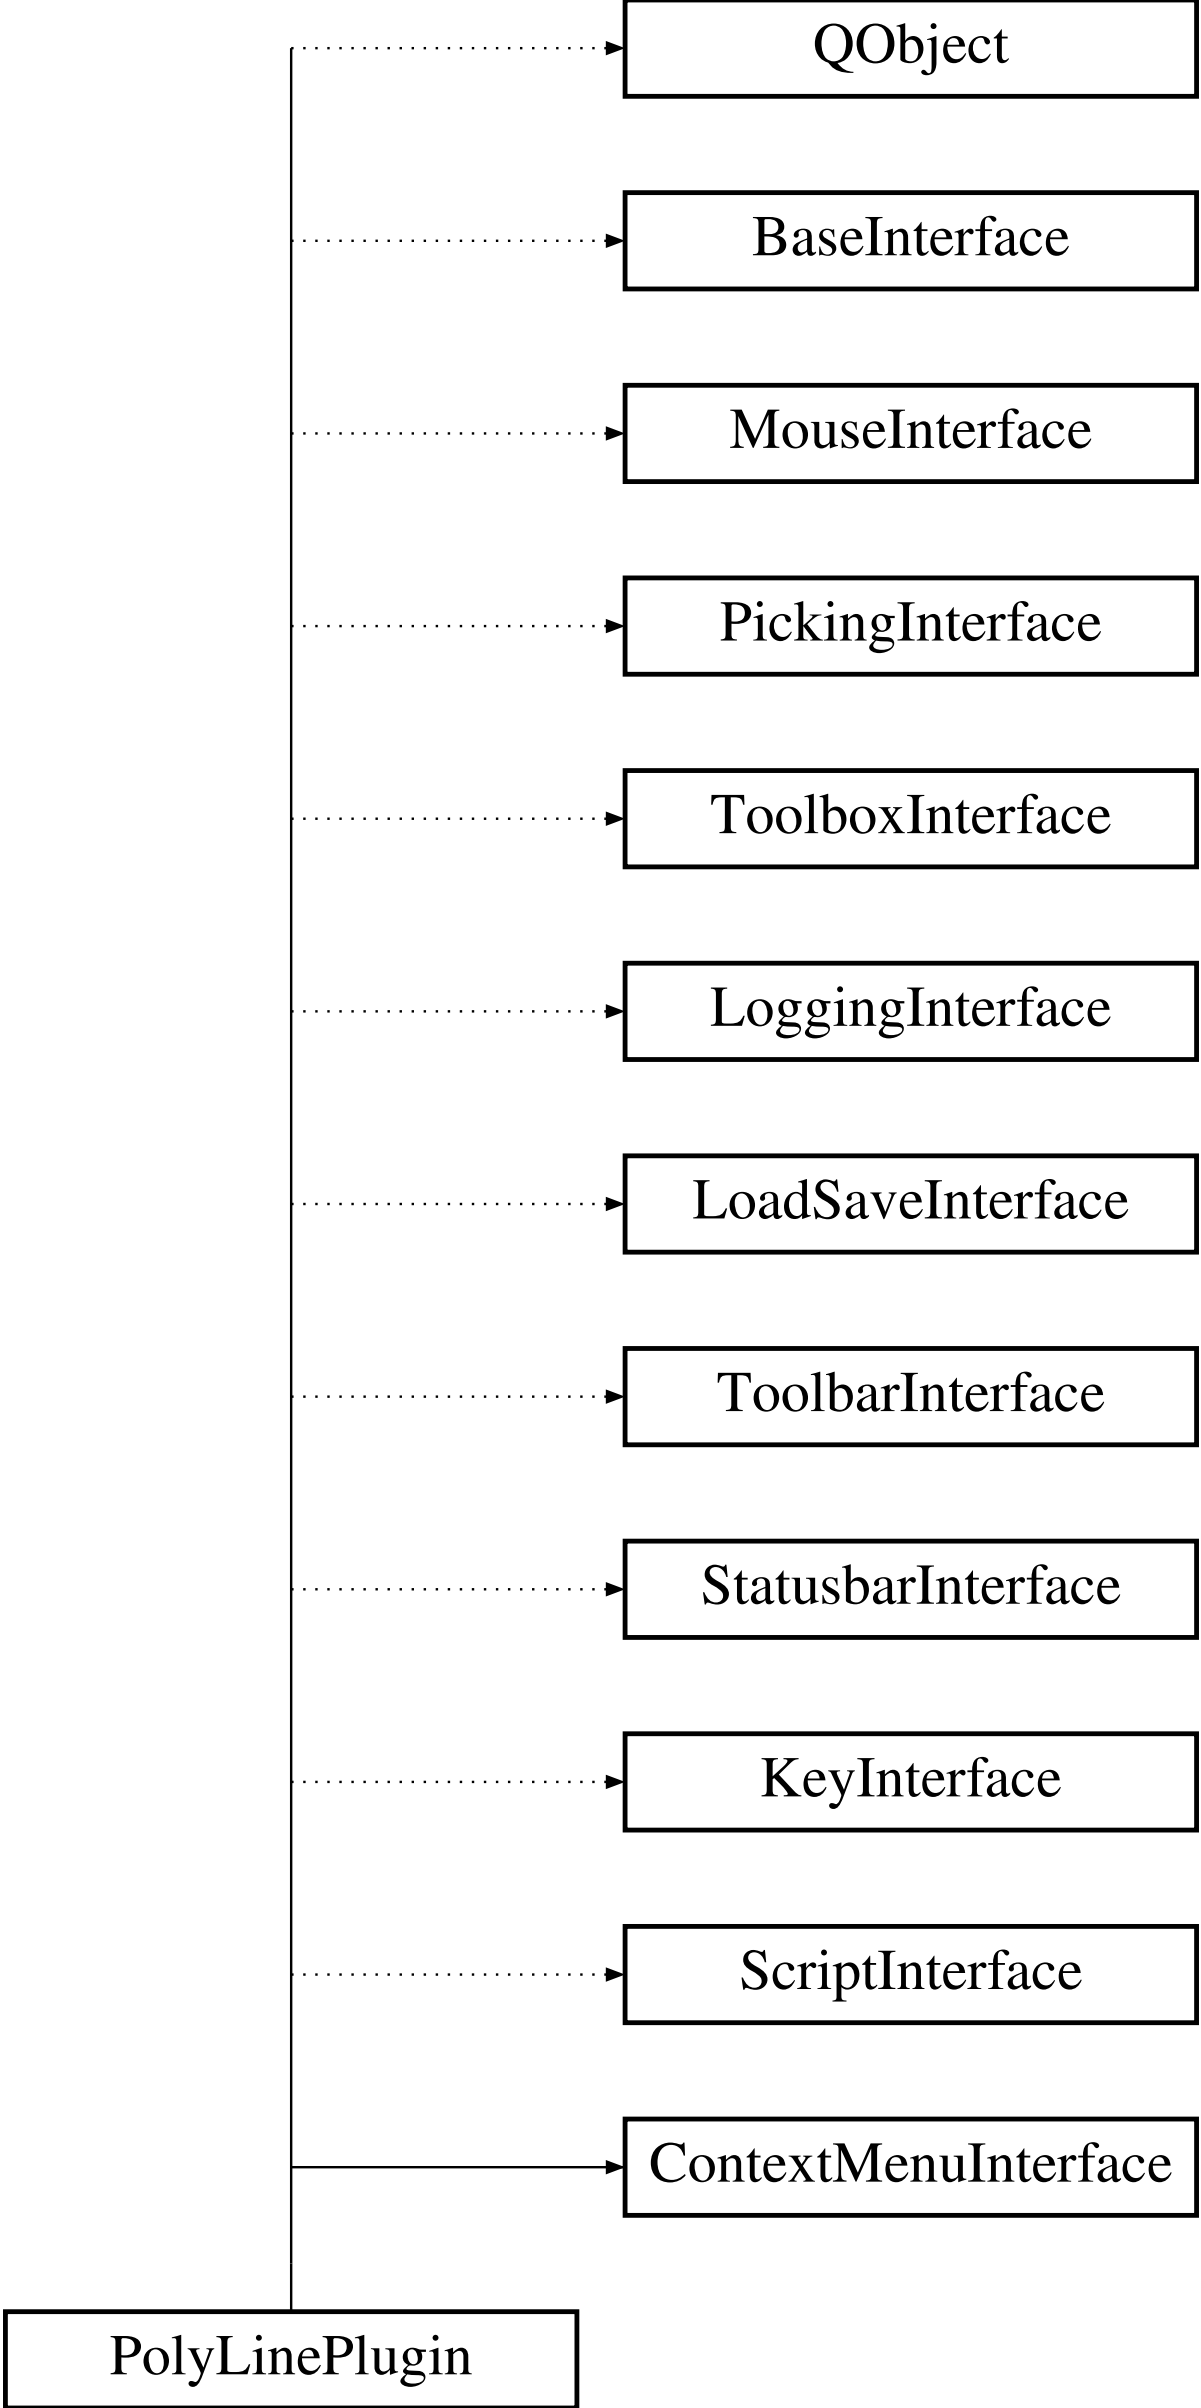 QObject
BaseInterface
MouseInterface
PickingInterface
ToolboxInterface
LoggingInterface
LoadSaveInterface
ToolbarInterface
StatusbarInterface
KeyInterface
ScriptInterface
ContextMenuInterface
PolyLinePlugin